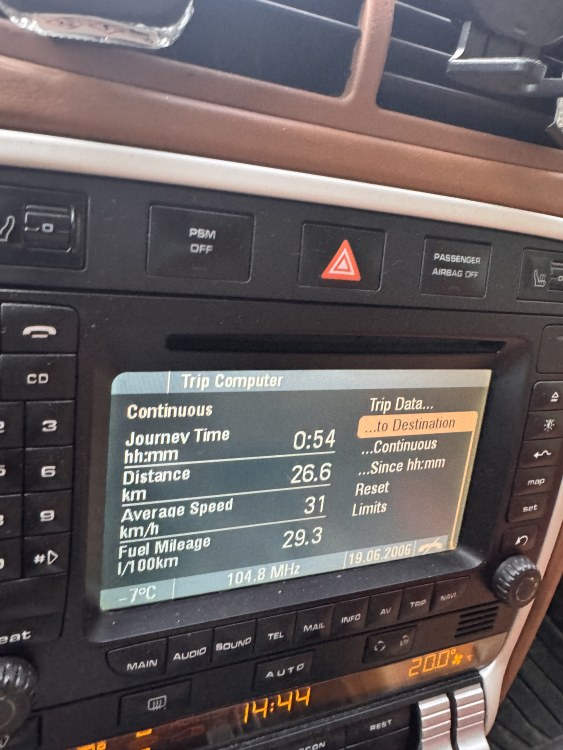 PSM
OFF
PASSENGER
AIRBAG OFF
CD
3
6
9
#
Trip Computer
Continuous
Journey Time
hh:mm
0:54
Distance
km
26.6
Average Speed
km/h
31
Fuel Mileage
l/100km
29.3
Trip Data...
...to Destination
...Continuous
...Since hh:mm
Reset
Limits
-7°C
104.8 MHz
19.06.2006
map
set
MAIN
AUDIO
SOUND
TEL
MAIL
INFO
AV
TRIP
NAVI
AUTO
14:44
20.0°
REST